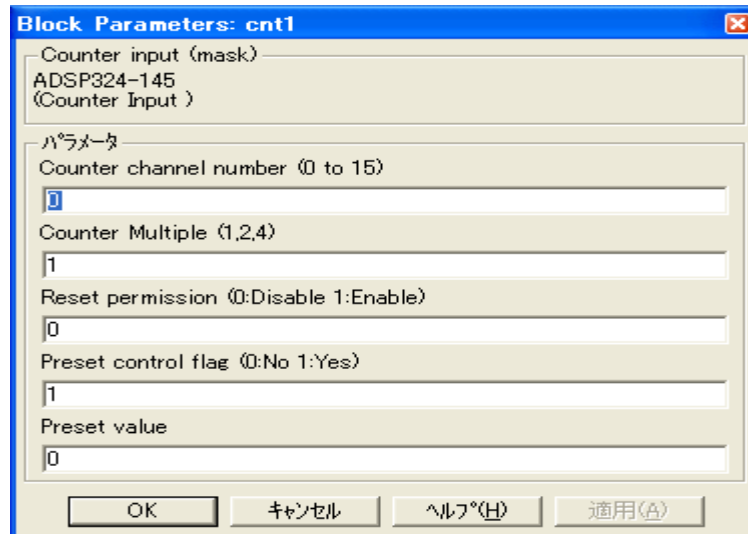 Block Parameters: cnt1
Counter input (mask)
ADSP324-145
(Counter Input )
パラメータ
Counter channel number (0 to 15)
0
Counter Multiple (1,2,4)
1
Reset permission (0:Disable 1:Enable)
0
Preset control flag (0:No 1:Yes)
1
Preset value
0
OK キャンセル ヘルプ(H) 適用(A)